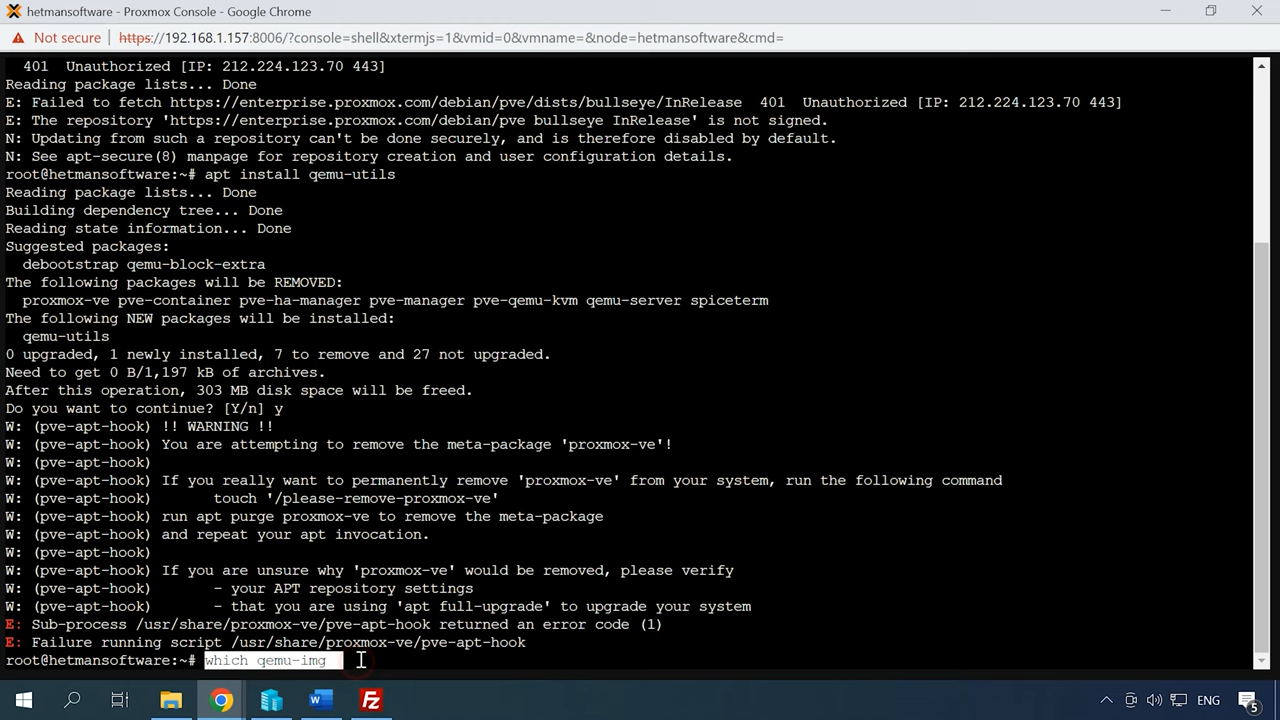 hetmansoftware - Proxmox Console - Google Chrome
Not secure https://192.168.1.157:8006/?console=shell&xtermjs=1&vmid=0&vmname=&node=hetmansoftware&cmd=
401 Unauthorized [IP: 212.224.123.70 443]
Reading package lists... Done
E: Failed to fetch https://enterprise.proxmox.com/debian/pve/dists/bullseye/InRelease 401 Unauthorized [IP: 212.224.123.70 443]
E: The repository 'https://enterprise.proxmox.com/debian/pve bullseye InRelease' is not signed.
N: Updating from such a repository can't be done securely, and is therefore disabled by default.
N: See apt-secure(8) manpage for repository creation and user configuration details.
root@hetmansoftware:~# apt install qemu-utils
Reading package lists... Done
Building dependency tree... Done
Reading state information... Done
Suggested packages:
debootstrap qemu-block-extra
The following packages will be REMOVED:
proxmox-ve pve-container pve-ha-manager pve-manager pve-qemu-kvm qemu-server spiceterm
The following NEW packages will be installed:
qemu-utils
0 upgraded, 1 newly installed, 7 to remove and 27 not upgraded.
Need to get 0 B/1,197 kB of archives.
After this operation, 303 MB disk space will be freed.
Do you want to continue? [Y/n] y
W: (pve-apt-hook) !! WARNING !!
W: (pve-apt-hook) You are attempting to remove the meta-package 'proxmox-ve'!
W: (pve-apt-hook)
W: (pve-apt-hook) If you really want to permanently remove 'proxmox-ve' from your system, run the following command
W: (pve-apt-hook) touch '/please-remove-proxmox-ve'
W: (pve-apt-hook) run apt purge proxmox-ve to remove the meta-package
W: (pve-apt-hook) and repeat your apt invocation.
W: (pve-apt-hook)
W: (pve-apt-hook) If you are unsure why 'proxmox-ve' would be removed, please verify
W: (pve-apt-hook) - your APT repository settings
W: (pve-apt-hook) - that you are using 'apt full-upgrade' to upgrade your system
E: Sub-process /usr/share/proxmox-ve/pve-apt-hook returned an error code (1)
E: Failure running script /usr/share/proxmox-ve/pve-apt-hook
root@hetmansoftware:~# which qemu-img
ENG
5